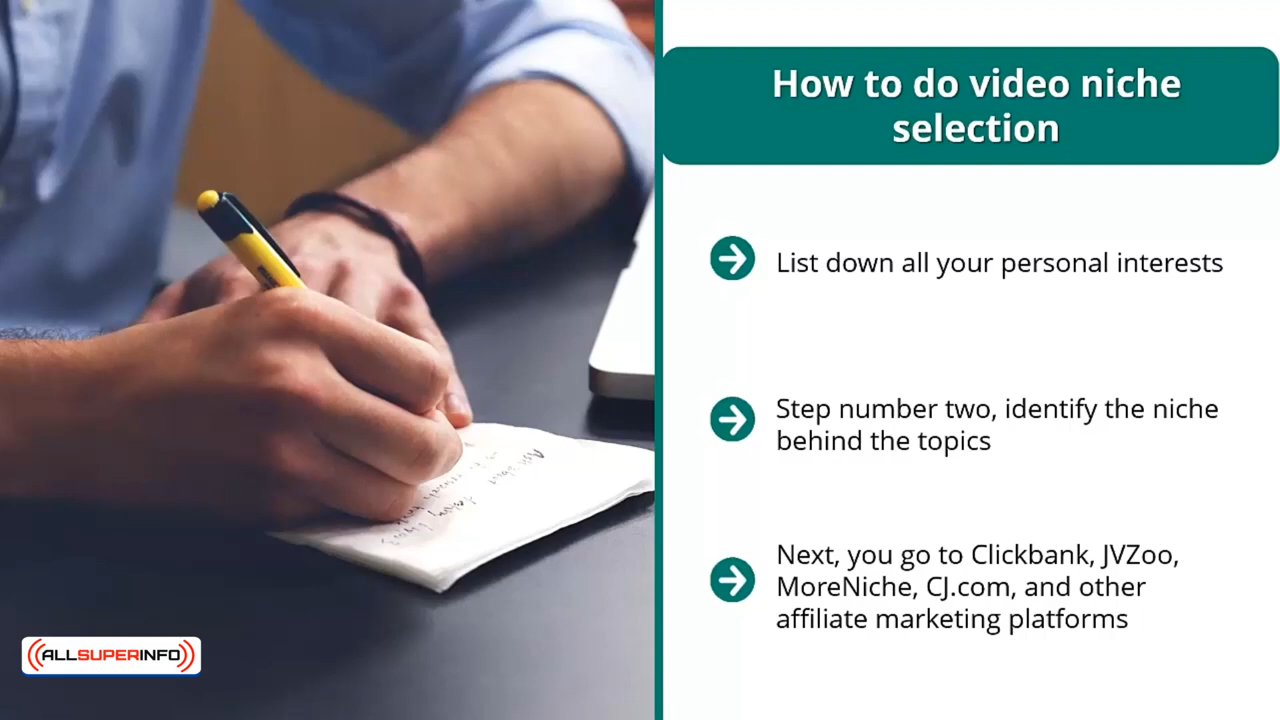 How to do video niche
selection
List down all your personal interests
Step number two, identify the niche
behind the topics
Next, you go to Clickbank, JVZoo,
MoreNiche, CJ.com, and other
affiliate marketing platforms
ALLSUPERINFO